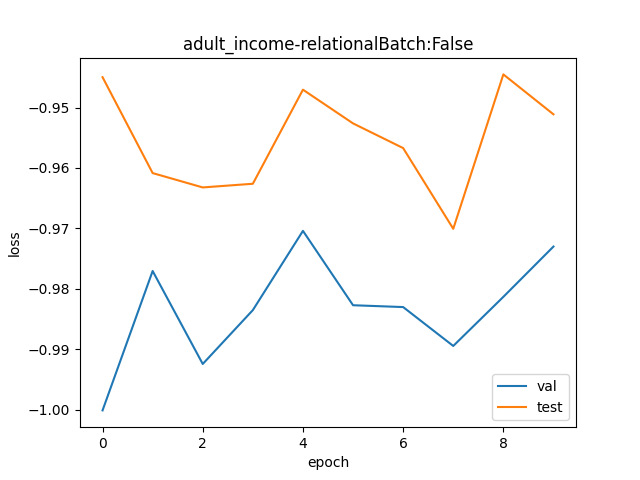 adult_income-relationalBatch:False
loss
−0.95
−0.96
−0.97
−0.98
−0.99
−1.00
0
2
4
6
8
epoch
val
test